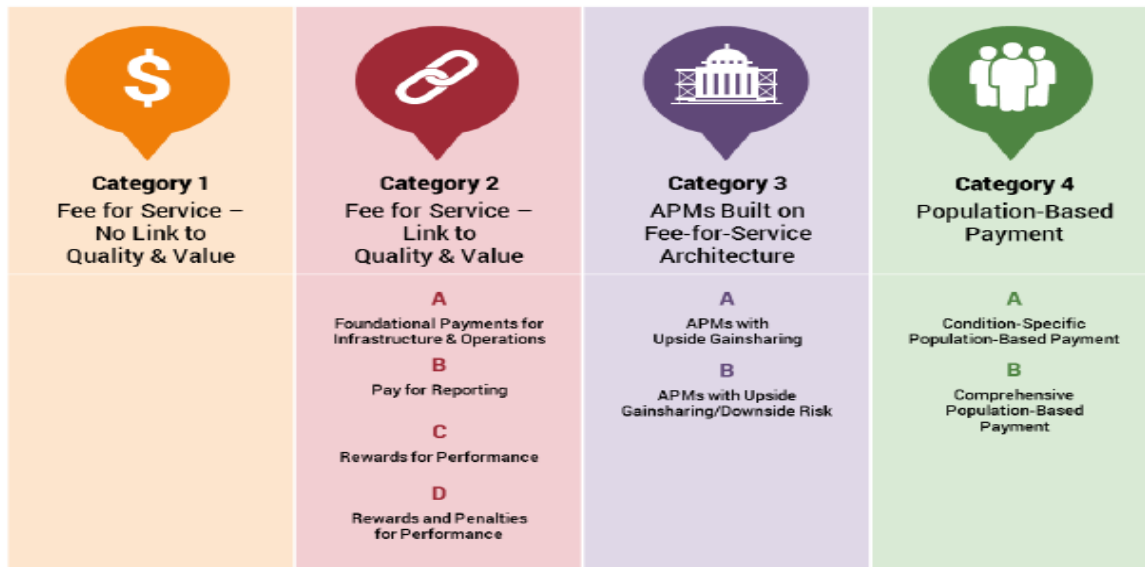 $
Category 1
Fee for Service –
No Link to
Quality & Value
Category 2
Fee for Service –
Link to
Quality & Value
A
Foundational Payments for
Infrastructure & Operations
B
Pay for Reporting
C
Rewards for Performance
D
Rewards and Penalties
for Performance
Category 3
APMs Built on
Fee-for-Service
Architecture
A
APMs with
Upside Gainsharing
B
APMs with Upside
Gainsharing/Downside Risk
Category 4
Population-Based
Payment
A
Condition-Specific
Population-Based Payment
B
Comprehensive
Population-Based
Payment